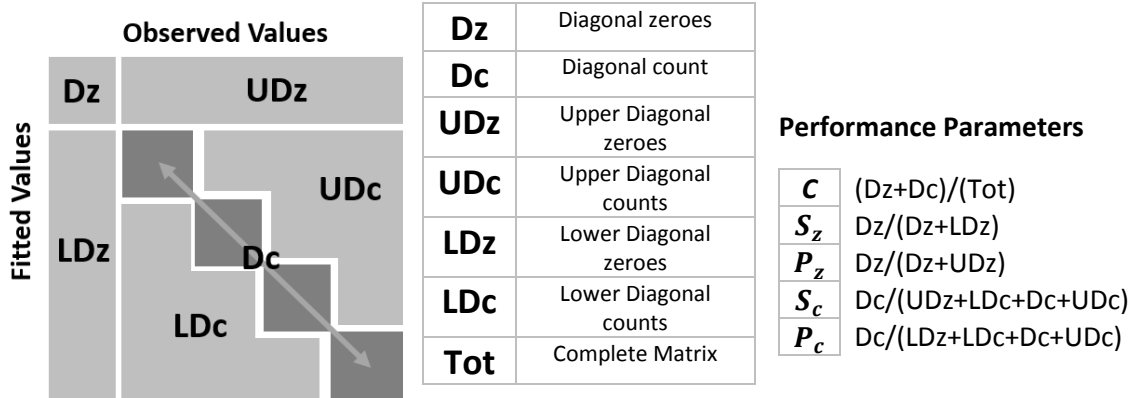 Observed Values
Fitted Values
Dz
UDz
UDc
LDz
Dc
LDc
Dz Diagonal zeroes
Dc Diagonal count
UDz Upper Diagonal
zeroes
UDc Upper Diagonal
counts
LDz Lower Diagonal
zeroes
LDc Lower Diagonal
counts
Tot Complete Matrix
Performance Parameters
C (Dz+Dc)/(Tot)
S_z Dz/(Dz+LDz)
P_z Dz/(Dz+UDz)
S_c Dc/(UDz+LDc+Dc+UDc)
P_c Dc/(LDz+LDc+Dc+UDc)